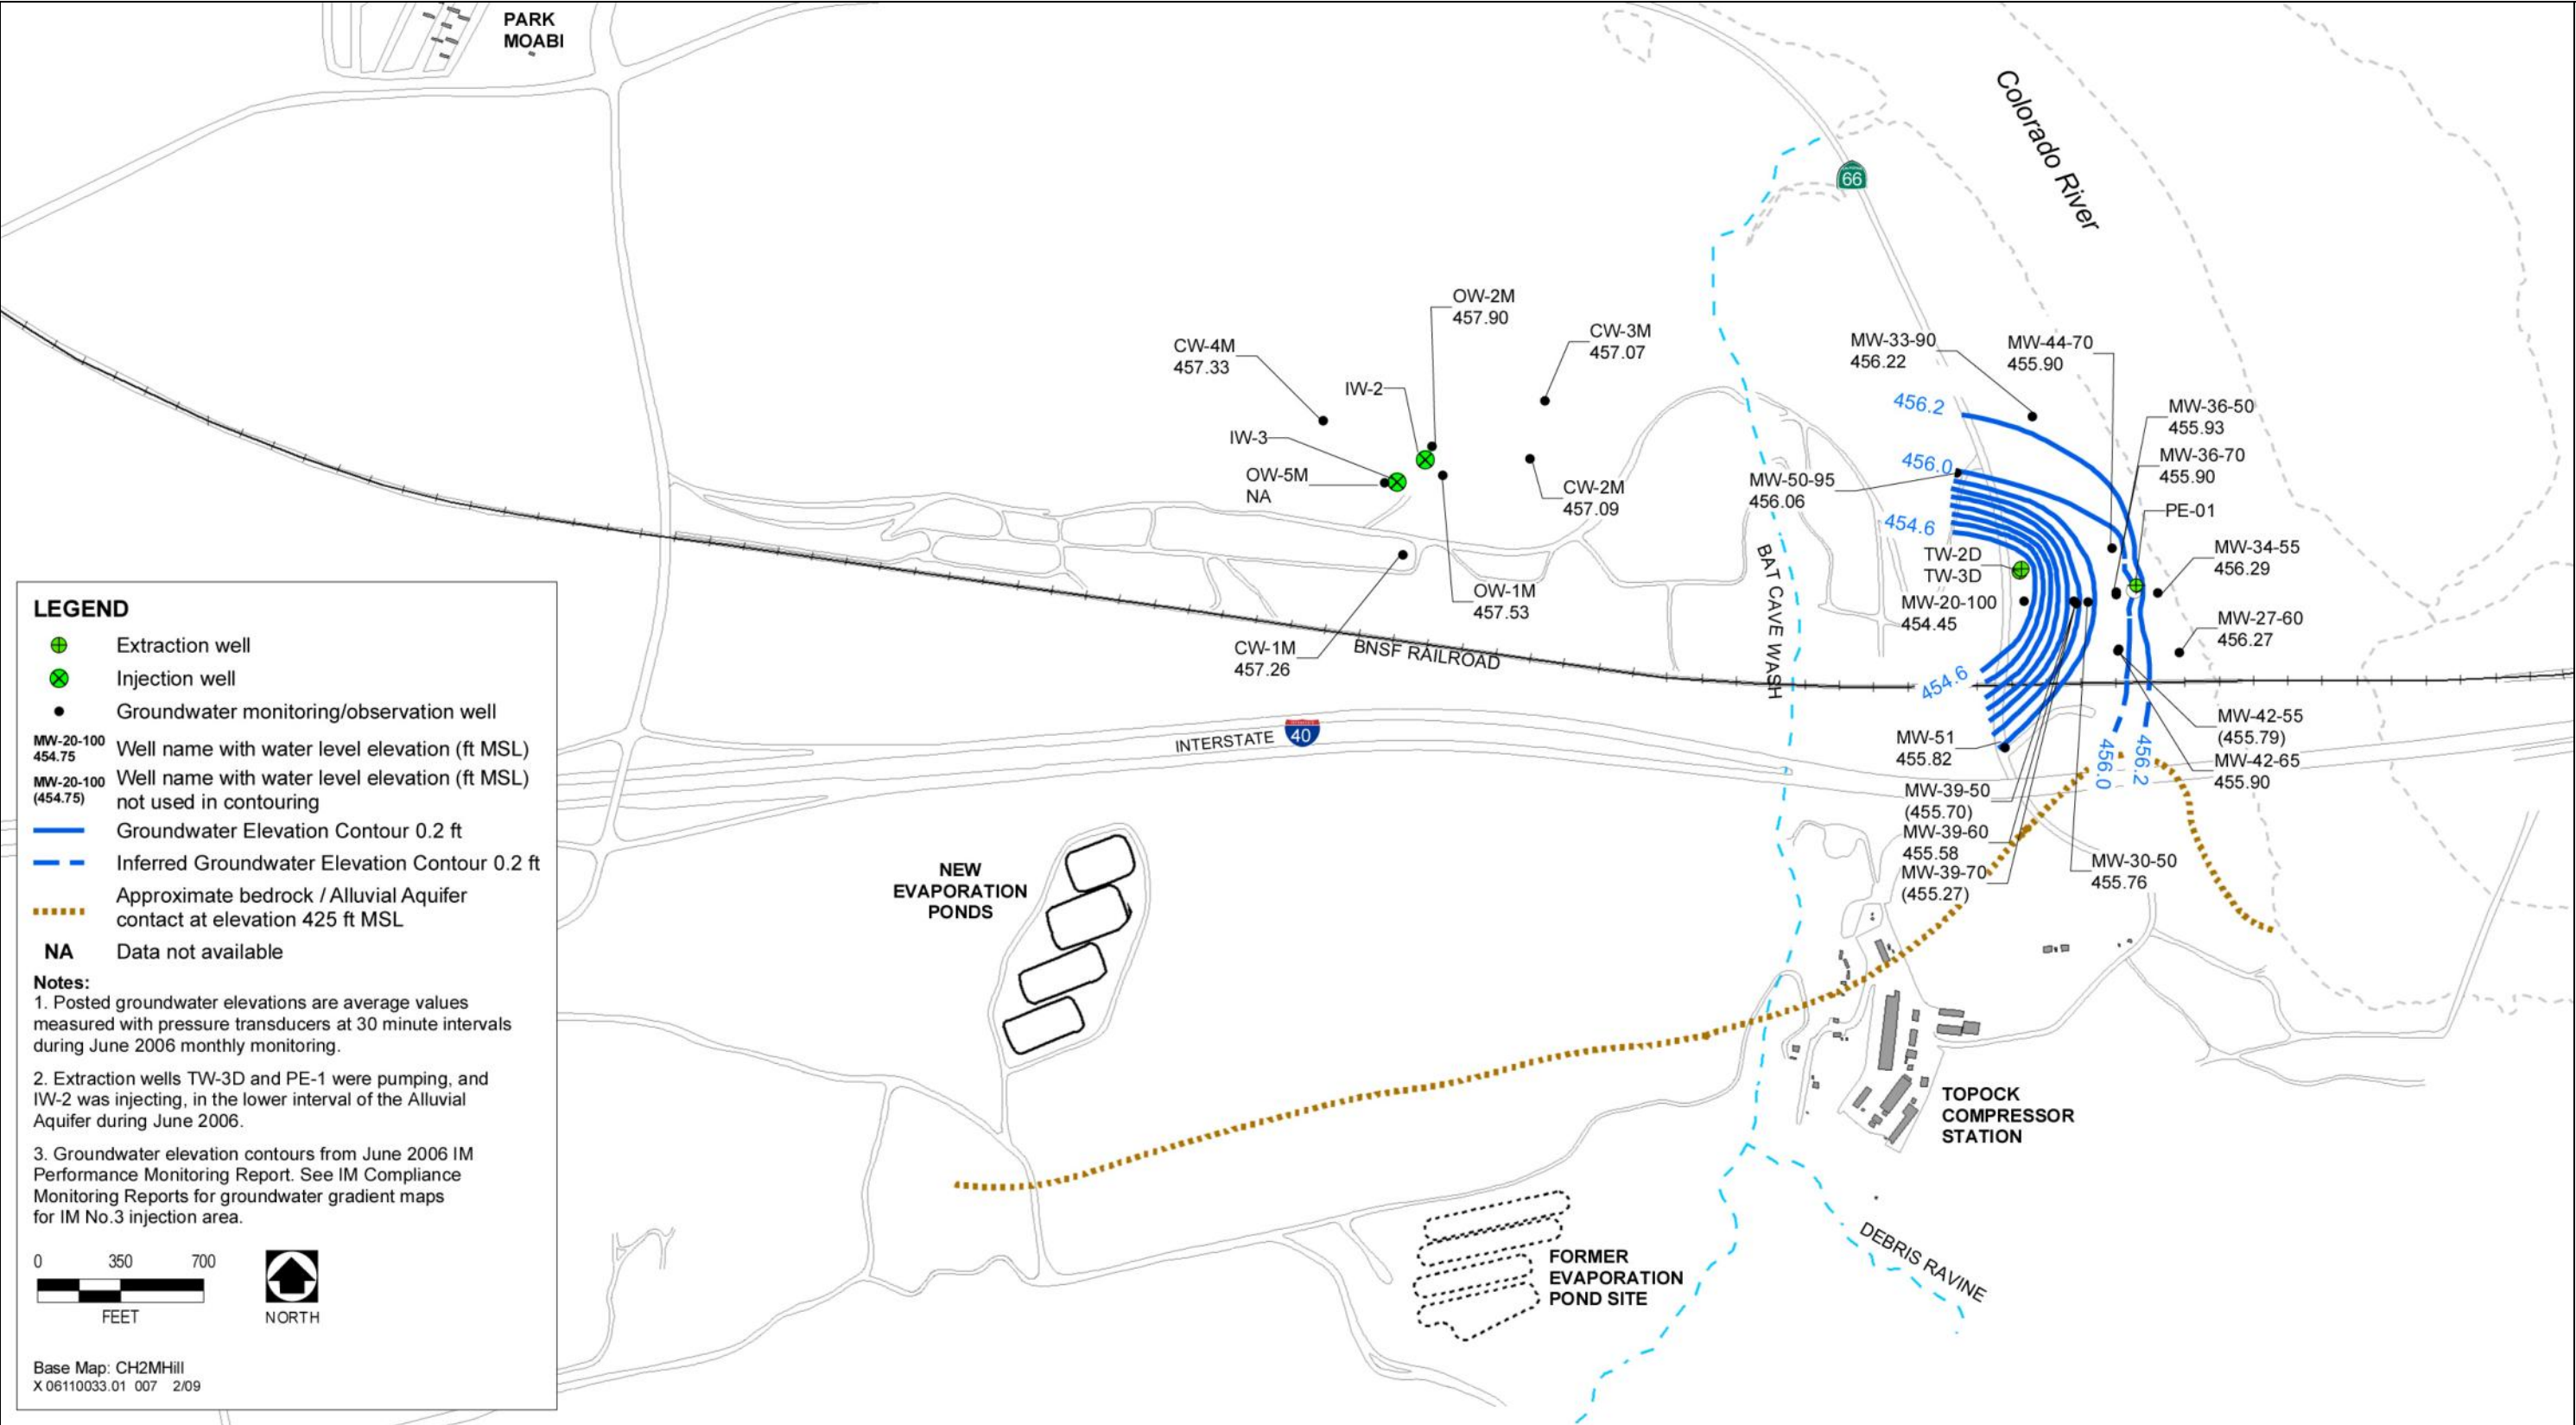 PARK
MOABI
Colorado River
66
OW-2M
457.90
CW-3M
457.07
CW-4M
457.33
IW-2
IW-3
OW-5M
NA
CW-2M
457.09
OW-1M
457.53
CW-1M
457.26
BNSF RAILROAD
BAT CAVE WASH
MW-33-90
456.22
MW-44-70
455.90
456.2
MW-36-50
455.93
456.0
MW-36-70
455.90
MW-50-95
456.06
PE-01
454.6
MW-34-55
456.29
TW-2D
TW-3D
MW-20-100
454.45
MW-27-60
456.27
454.6
MW-42-55
(455.79)
MW-51
455.82
456.0
456.2
MW-42-65
455.90
MW-39-50
(455.70)
MW-39-60
455.58
MW-39-70
(455.27)
MW-30-50
455.76
INTERSTATE
40
NEW
EVAPORATION
PONDS
TOPOCK
COMPRESSOR
STATION
DEBRIS RAVINE
FORMER
EVAPORATION
POND SITE
LEGEND
Extraction well
Injection well
Groundwater monitoring/observation well
MW-20-100
454.75
Well name with water level elevation (ft MSL)
MW-20-100
(454.75)
Well name with water level elevation (ft MSL)
not used in contouring
Groundwater Elevation Contour 0.2 ft
Inferred Groundwater Elevation Contour 0.2 ft
Approximate bedrock / Alluvial Aquifer
contact at elevation 425 ft MSL
NA Data not available
Notes:
1. Posted groundwater elevations are average values
measured with pressure transducers at 30 minute intervals
during June 2006 monthly monitoring.
2. Extraction wells TW-3D and PE-1 were pumping, and
IW-2 was injecting, in the lower interval of the Alluvial
Aquifer during June 2006.
3. Groundwater elevation contours from June 2006 IM
Performance Monitoring Report. See IM Compliance
Monitoring Reports for groundwater gradient maps
for IM No.3 injection area.
0 350 700
FEET
NORTH
Base Map: CH2MHill
X 06110033.01 007 2/09